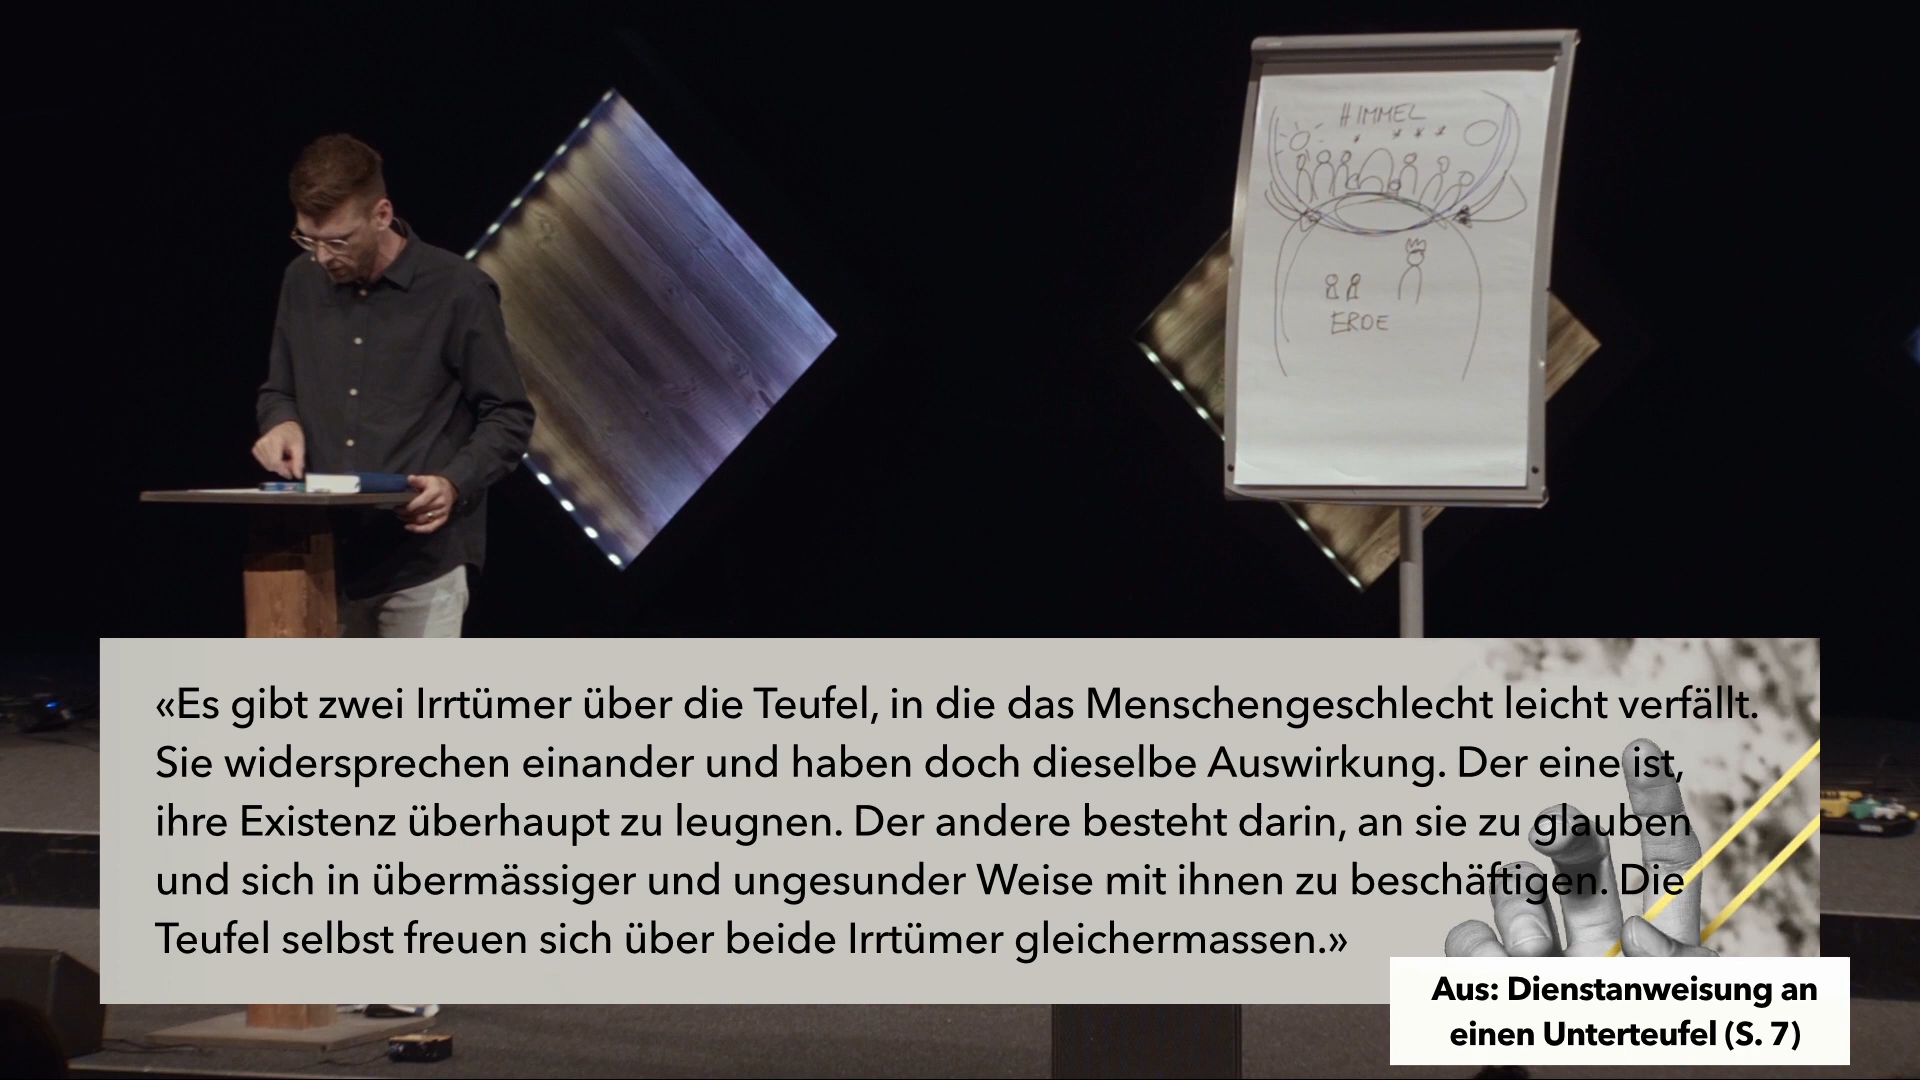 HIMMEL
ERDE
«Es gibt zwei Irrtümer über die Teufel, in die das Menschengeschlecht leicht verfällt.
Sie widersprechen einander und haben doch dieselbe Auswirkung. Der eine ist,
ihre Existenz überhaupt zu leugnen. Der andere besteht darin, an sie zu glauben
und sich in übermässiger und ungesunder Weise mit ihnen zu beschäftigen. Die
Teufel selbst freuen sich über beide Irrtümer gleichermassen.»
Aus: Dienstanweisung an
einen Unterteufel (S. 7)